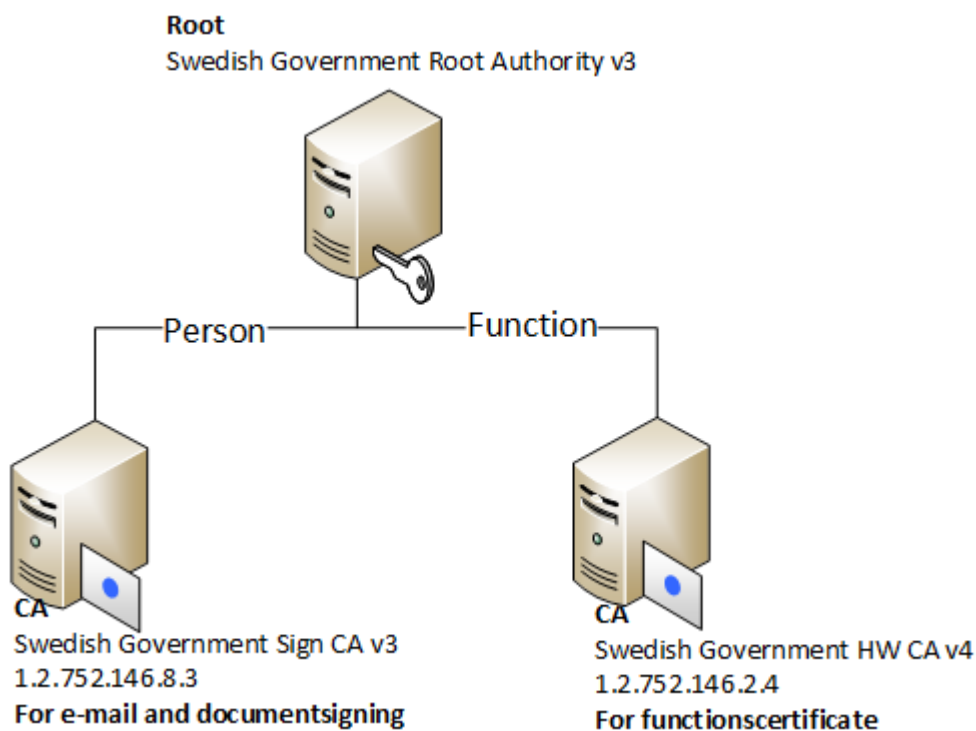 Root
Swedish Government Root Authority v3
Person
Function
CA
Swedish Government Sign CA v3
1.2.752.146.8.3
For e-mail and documentsigning
CA
Swedish Government HW CA v4
1.2.752.146.2.4
For functionscertificate